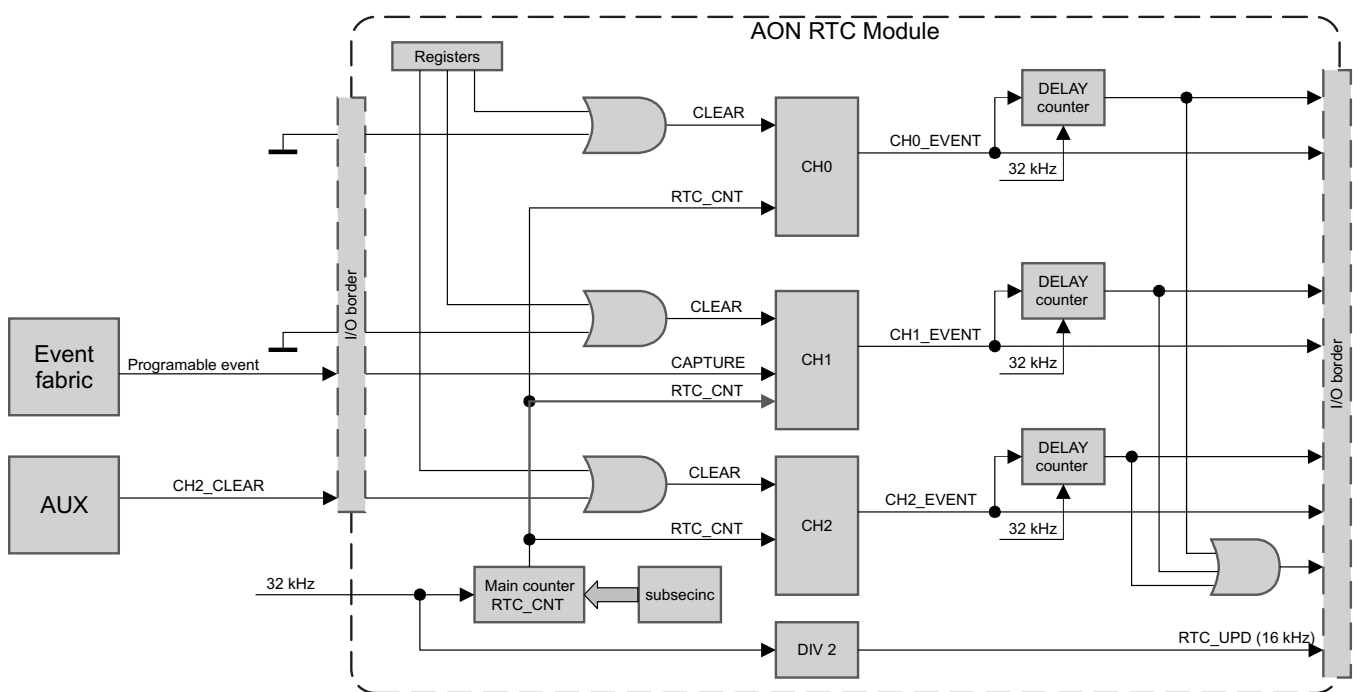 AON RTC Module
Registers
DELAY
counter
CLEAR
CH0_EVENT
CH0
32 kHz
RTC_CNT
I/O border
DELAY
counter
CLEAR
CH1_EVENT
Event
fabric
Programable event
CAPTURE
CH1
32 kHz
RTC_CNT
I/O border
DELAY
counter
AUX
CH2_CLEAR
CLEAR
CH2_EVENT
RTC_CNT
CH2
32 kHz
32 kHz
Main counter
RTC_CNT
subsecinc
DIV 2
RTC_UPD (16 kHz)